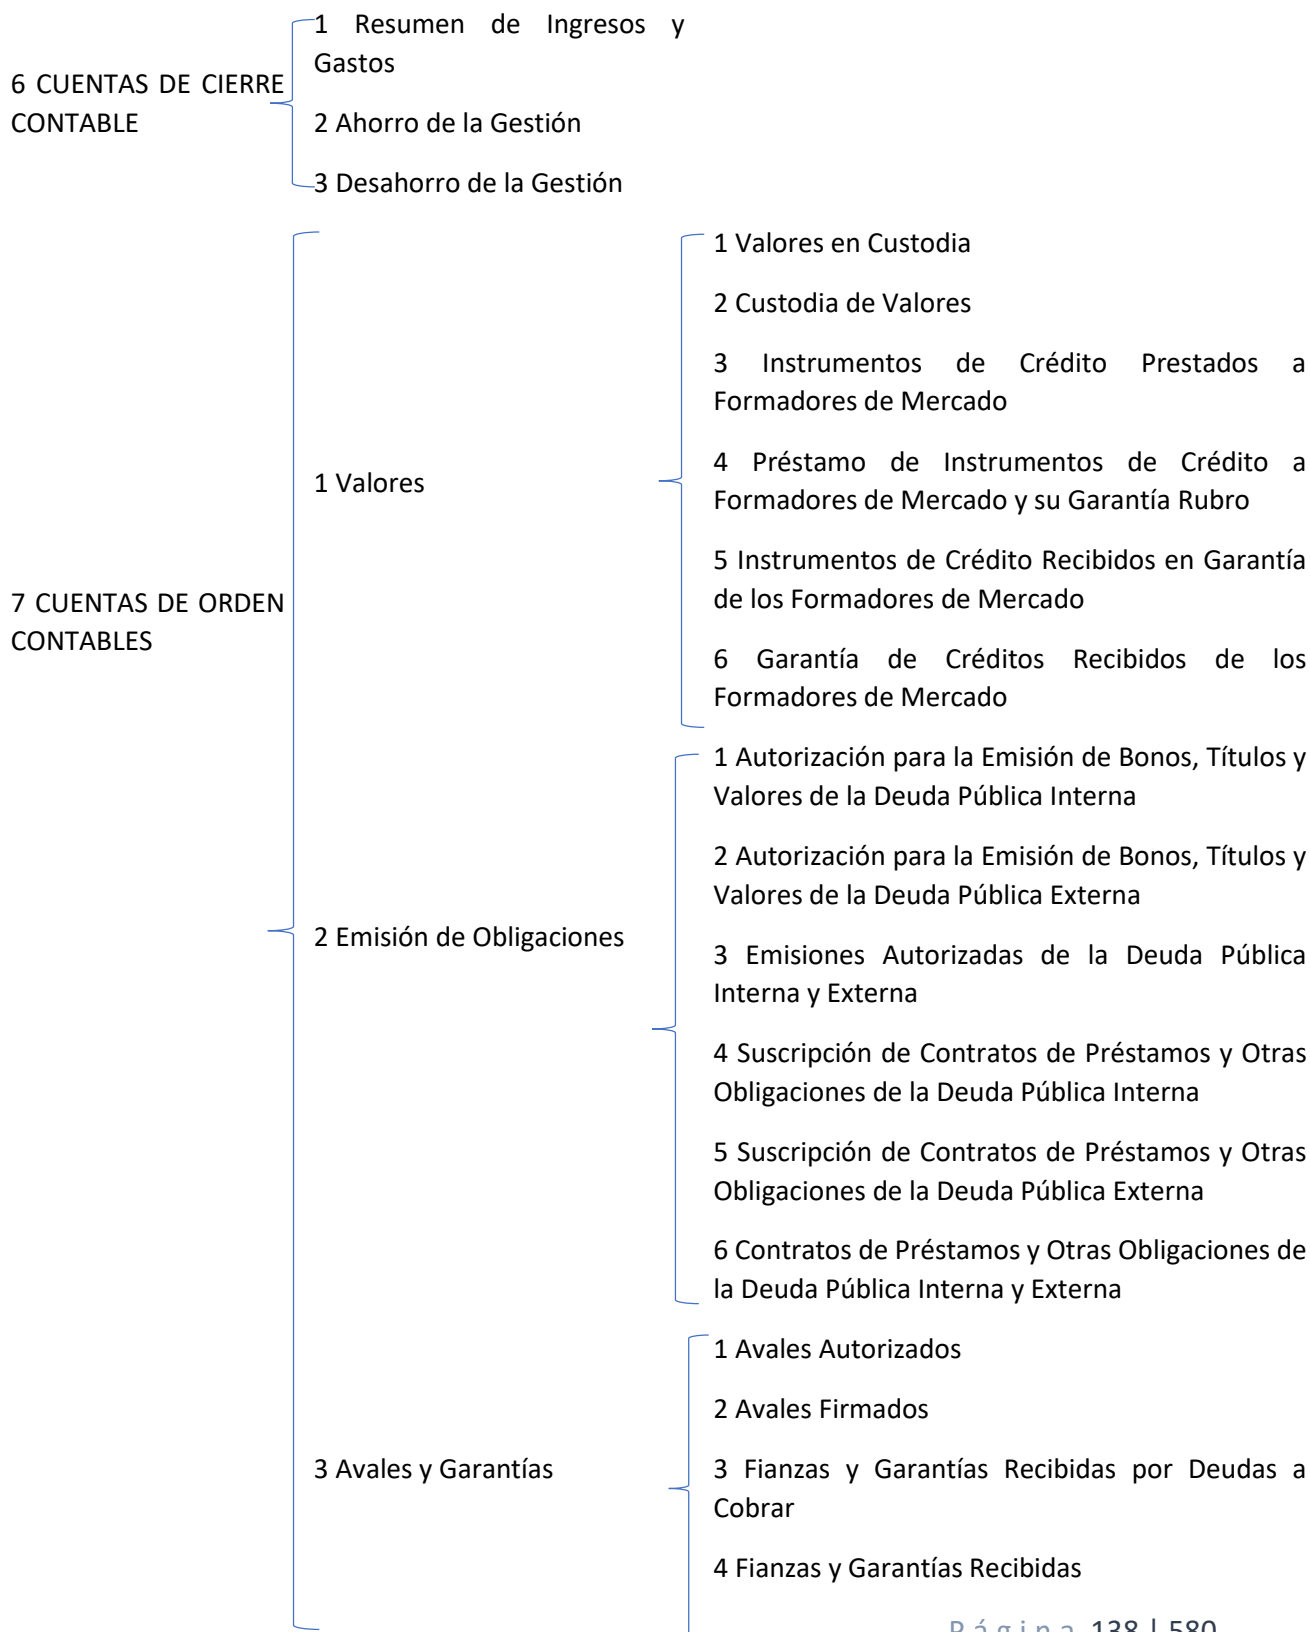 1 Resumen de Ingresos y
Gastos
6 CUENTAS DE CIERRE
CONTABLE
2 Ahorro de la Gestión
3 Desahorro de la Gestión
7 CUENTAS DE ORDEN
CONTABLES
1 Valores
1 Valores en Custodia
2 Custodia de Valores
3 Instrumentos de Crédito Prestados a
Formadores de Mercado
4 Préstamo de Instrumentos de Crédito a
Formadores de Mercado y su Garantía Rubro
5 Instrumentos de Crédito Recibidos en Garantía
de los Formadores de Mercado
6 Garantía de Créditos Recibidos de los
Formadores de Mercado
2 Emisión de Obligaciones
1 Autorización para la Emisión de Bonos, Títulos y
Valores de la Deuda Pública Interna
2 Autorización para la Emisión de Bonos, Títulos y
Valores de la Deuda Pública Externa
3 Emisiones Autorizadas de la Deuda Pública
Interna y Externa
4 Suscripción de Contratos de Préstamos y Otras
Obligaciones de la Deuda Pública Interna
5 Suscripción de Contratos de Préstamos y Otras
Obligaciones de la Deuda Pública Externa
6 Contratos de Préstamos y Otras Obligaciones de
la Deuda Pública Interna y Externa
3 Avales y Garantías
1 Avales Autorizados
2 Avales Firmados
3 Fianzas y Garantías Recibidas por Deudas a
Cobrar
4 Fianzas y Garantías Recibidas
Página 138 | 580